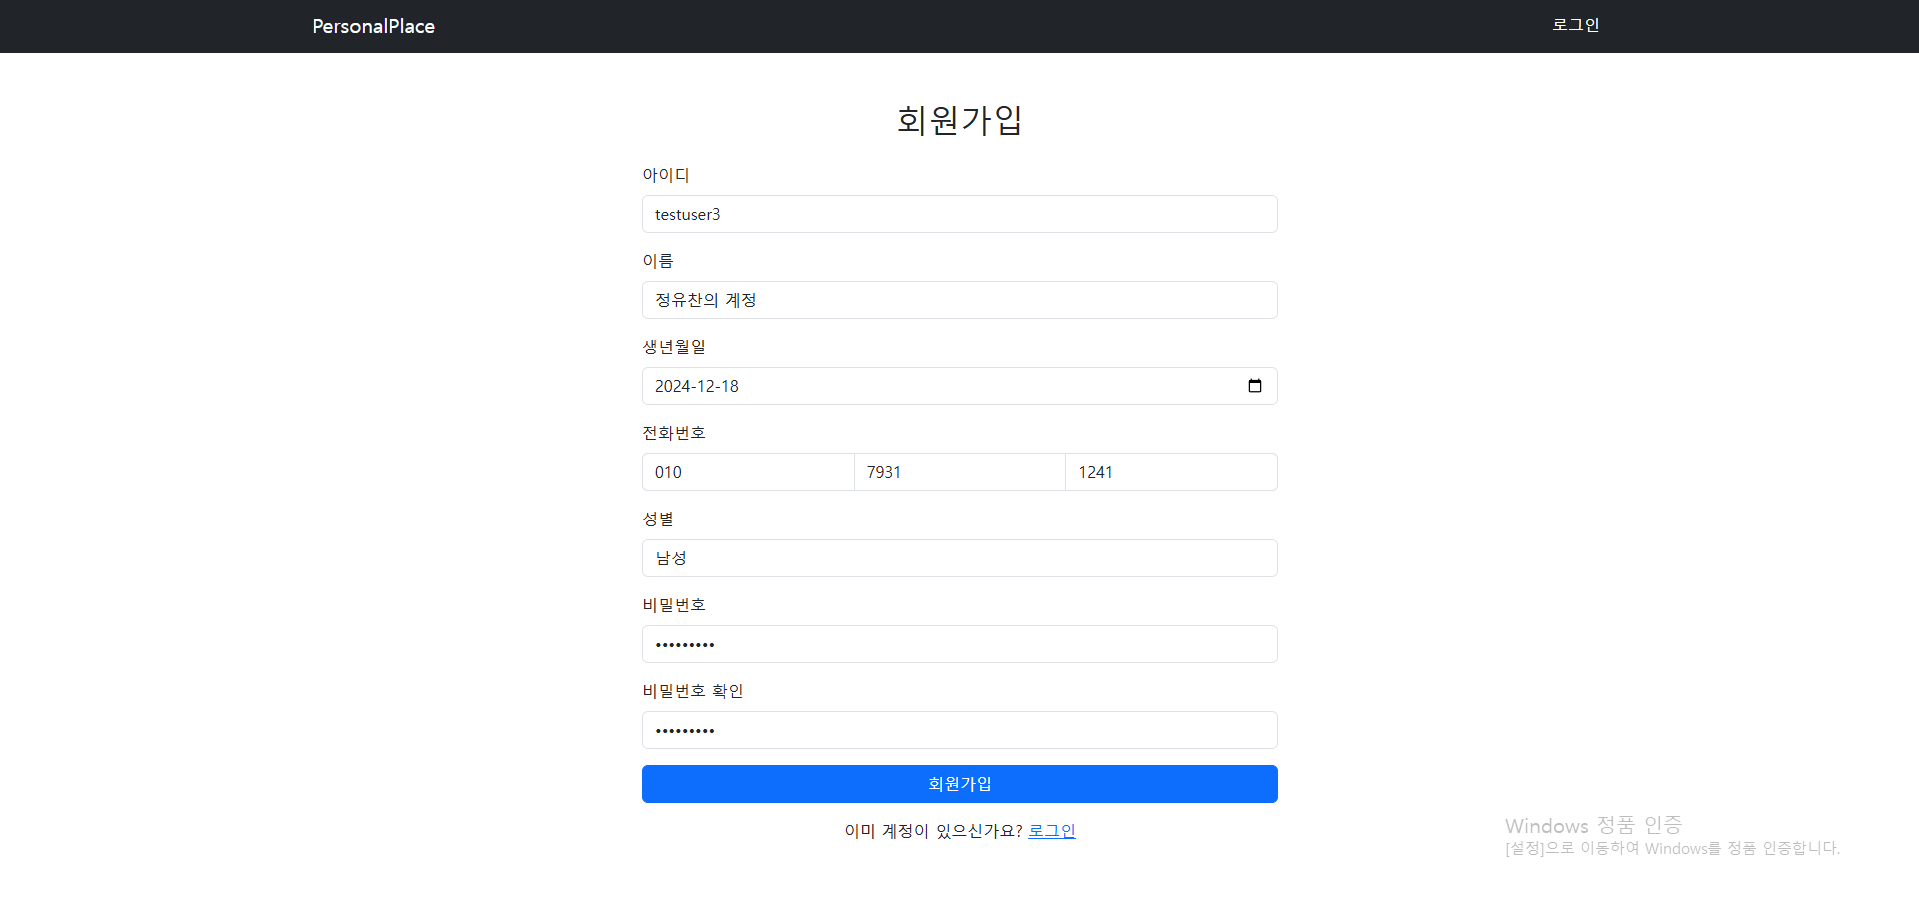 PersonalPlace 로그인
회원가입
아이디
testuser3
이름
정유찬의 계정
생년월일
2024-12-18
전화번호
010 7931 1241
성별
남성
비밀번호
•••••••••
비밀번호 확인
•••••••••
회원가입
이미 계정이 있으신가요? 로그인
Windows 정품 인증
[설정]으로 이동하여 Windows를 정품 인증합니다.